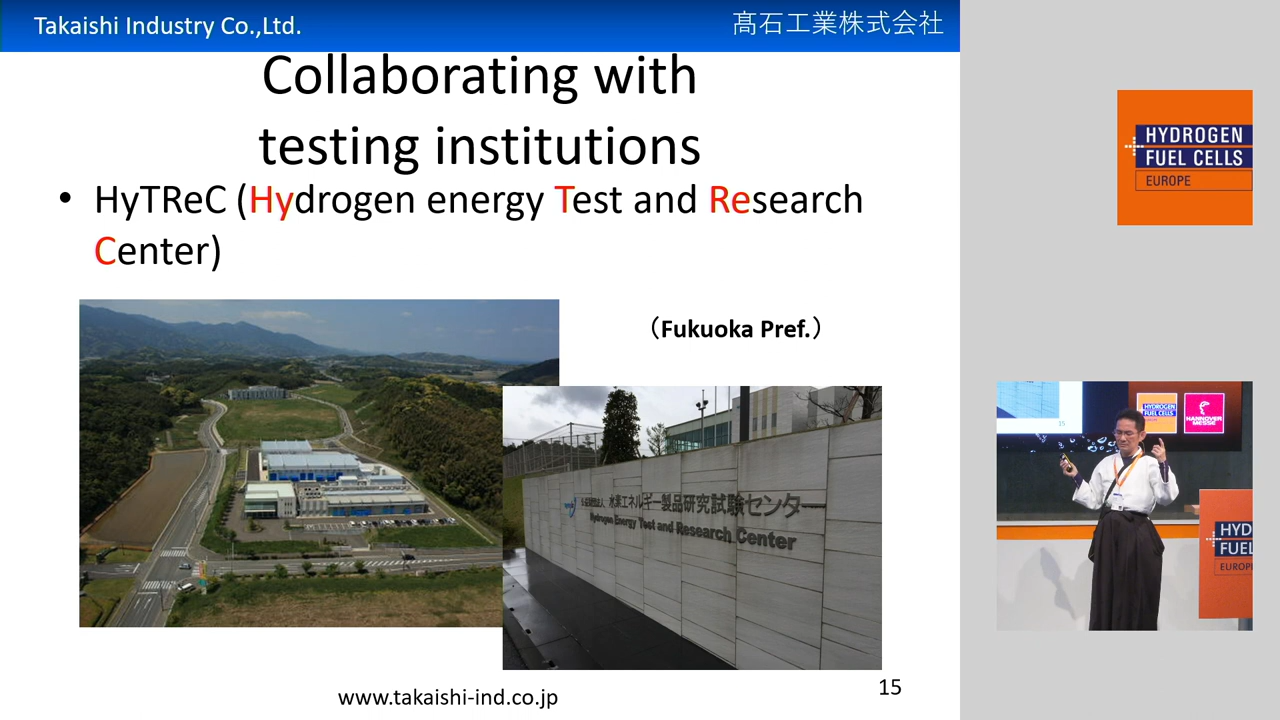 Takaishi Industry Co.,Ltd.
髙石工業株式会社
Collaborating with
testing institutions
• HyTReC (Hydrogen energy Test and Research
Center)
（Fukuoka Pref.）
水素エネルギー製品研究試験センター
Hydrogen Energy Test and Research Center
www.takaishi-ind.co.jp
15
HYDROGEN
FUEL CELLS
EUROPE
15
HYDROGEN
FUEL CELLS
HANNOVER
MESSE
HYD
FUEL
EUROPE